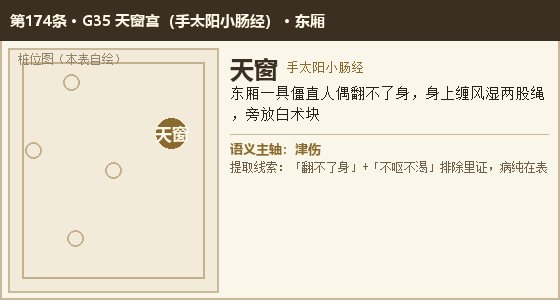 第174条·G35 天窗宫（手太阳小肠经）·东厢
桩位图（本表自绘）
天窗
天窗 手太阳小肠经
东厢一具僵直人偶翻不了身，身上缠风湿两股绳
，旁放白术块
语义主轴：津伤
提取线索：「翻不了身」+「不呕不渴」排除里证，病纯在表